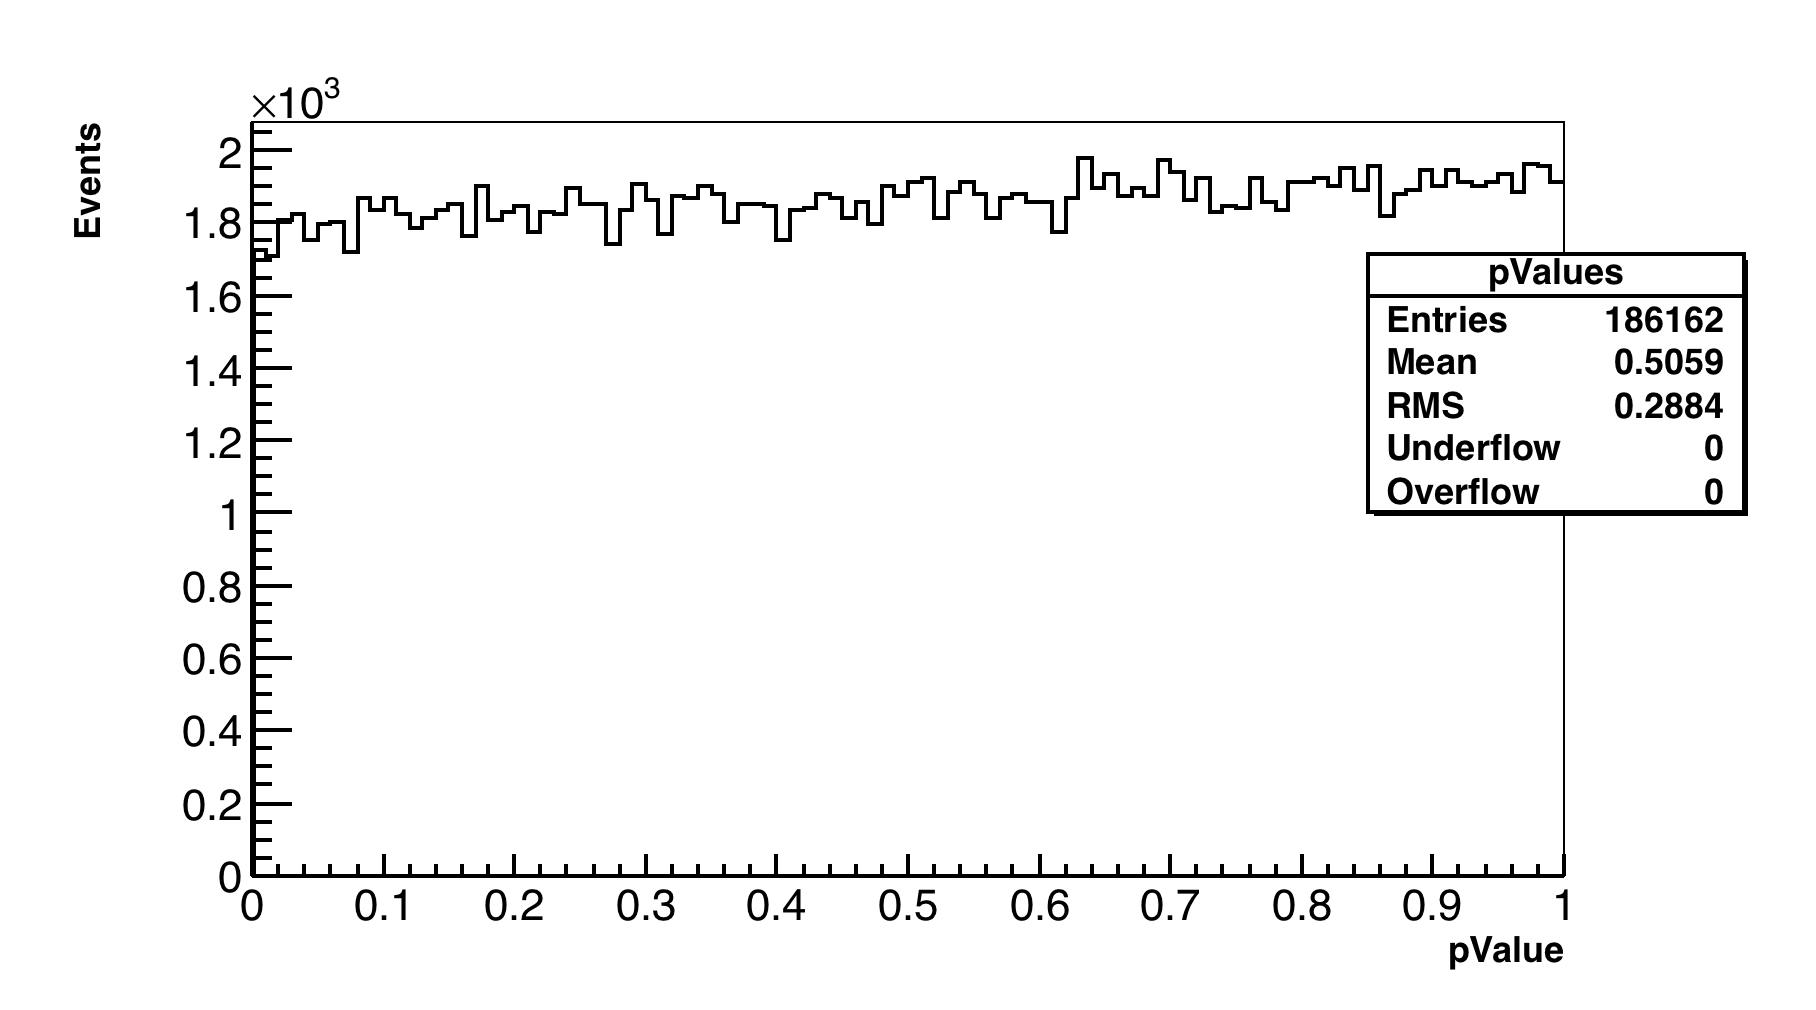 ×10³
Events
2
1.8
1.6
1.4
1.2
1
0.8
0.6
0.4
0.2
0
pValues
Entries 186162
Mean 0.5059
RMS 0.2884
Underflow 0
Overflow 0
0 0.1 0.2 0.3 0.4 0.5 0.6 0.7 0.8 0.9 1
pValue